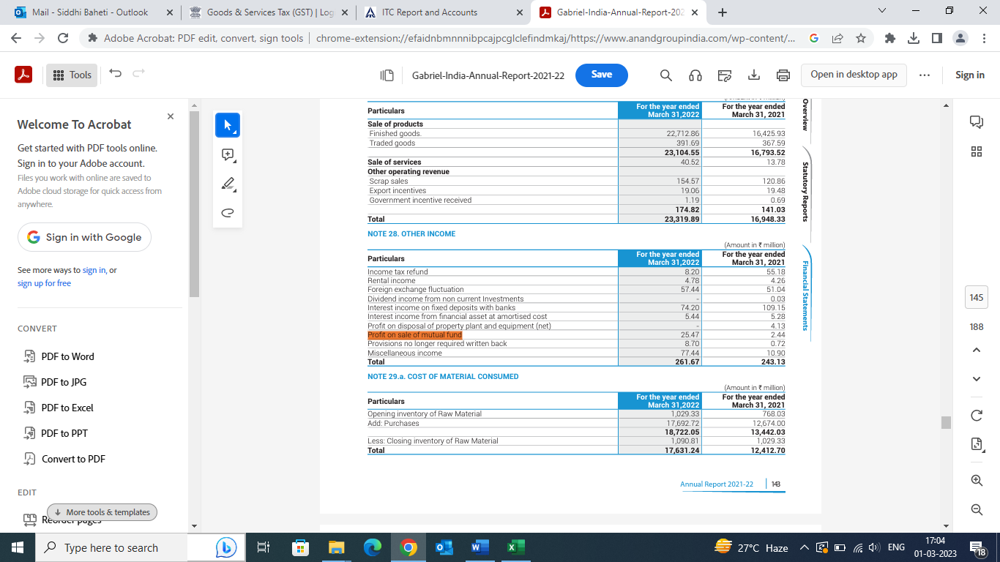 Mail - Siddhi Baheti - Outlook
Goods & Services Tax (GST) | Log
ITC Report and Accounts
Gabriel-India-Annual-Report-202
Adobe Acrobat: PDF edit, convert, sign tools | chrome-extension://efaidnbmnnnibpcajpcglclefindmkaj/https://www.anandgroupindia.com/wp-content/...
Tools
Gabriel-India-Annual-Report-2021-22
Save
Open in desktop app
Sign in
Welcome To Acrobat
Get started with PDF tools online.
Sign in to your Adobe account.
Files you work with online are saved to
Adobe cloud storage for quick access from
anywhere.
Sign in with Google
See more ways to sign in, or
sign up for free
CONVERT
PDF to Word
PDF to JPG
PDF to Excel
PDF to PPT
Convert to PDF
EDIT
More tools & templates
Reorder pages
(Amount in ₹ million)
Particulars For the year ended March 31,2022 For the year ended March 31, 2021
Sale of products
Finished goods. 22,712.86 16,425.93
Traded goods 391.69 367.59
23,104.55 16,793.52
Sale of services 40.52 13.78
Other operating revenue
Scrap sales 154.57 120.86
Export incentives 19.06 19.48
Government incentive received 1.19 0.69
174.82 141.03
Total 23,319.89 16,948.33
NOTE 28. OTHER INCOME
(Amount in ₹ million)
Particulars For the year ended March 31,2022 For the year ended March 31, 2021
Income tax refund 8.20 55.18
Rental income 4.78 4.26
Foreign exchange fluctuation 57.44 51.04
Dividend income from non current Investments - 0.03
Interest income on fixed deposits with banks 74.20 109.15
Interest income from financial asset at amortised cost 5.44 5.28
Profit on disposal of property plant and equipment (net) - 4.13
Profit on sale of mutual fund 25.47 2.44
Provisions no longer required written back 8.70 0.72
Miscellaneous income 77.44 10.90
Total 261.67 243.13
NOTE 29.a. COST OF MATERIAL CONSUMED
(Amount in ₹ million)
Particulars For the year ended March 31,2022 For the year ended March 31, 2021
Opening inventory of Raw Material 1,029.33 768.03
Add: Purchases 17,692.72 12,674.00
18,722.05 13,442.03
Less: Closing inventory of Raw Material 1,090.81 1,029.33
Total 17,631.24 12,412.70
Annual Report 2021-22 143
Overview
Statutory Reports
Financial Statements
145
188
Type here to search
27°C Haze
ENG
17:04
01-03-2023
18